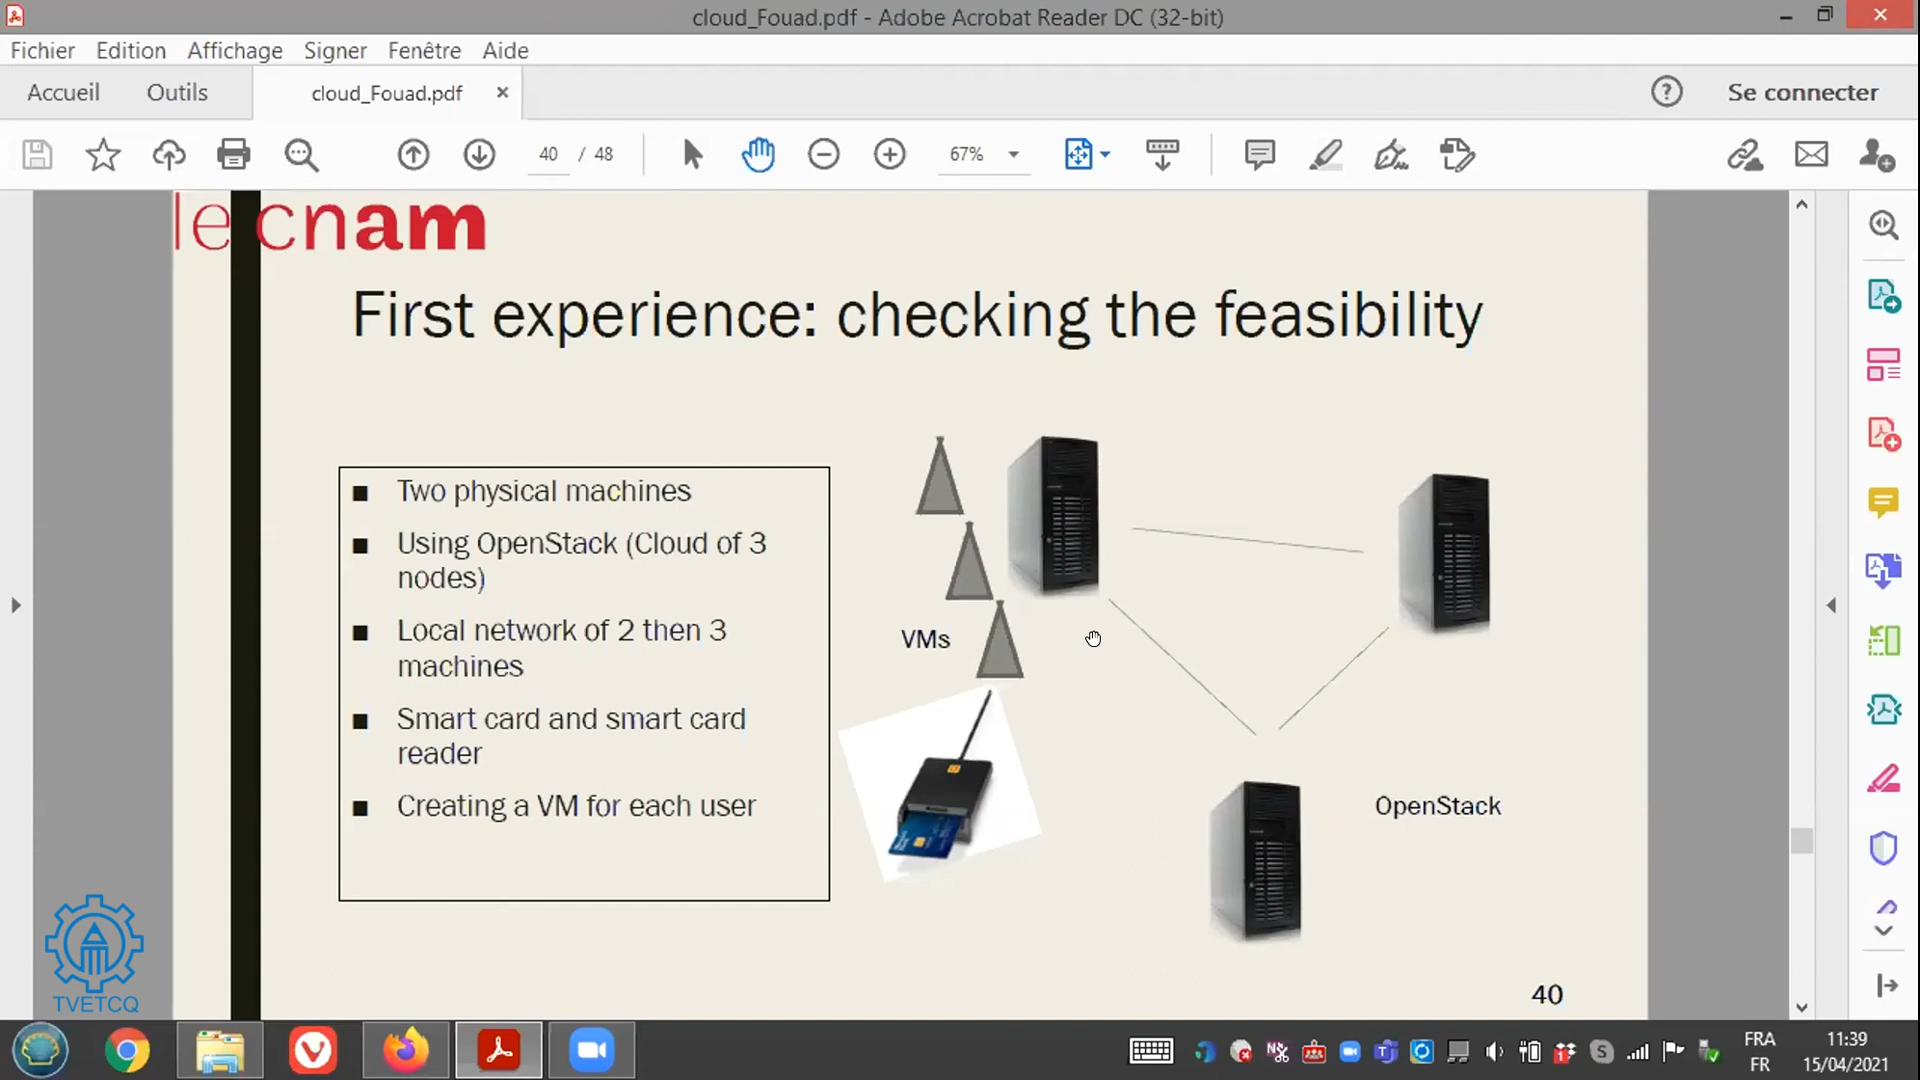 cloud_Fouad.pdf - Adobe Acrobat Reader DC (32-bit)
Fichier Edition Affichage Signer Fenêtre Aide
Accueil Outils cloud_Fouad.pdf × Se connecter
40 / 48 67%
le cnam
First experience: checking the feasibility
■ Two physical machines
■ Using OpenStack (Cloud of 3
nodes)
■ Local network of 2 then 3
machines
■ Smart card and smart card
reader
■ Creating a VM for each user
VMs
OpenStack
40
TVETCQ
FRA
FR
11:39
15/04/2021